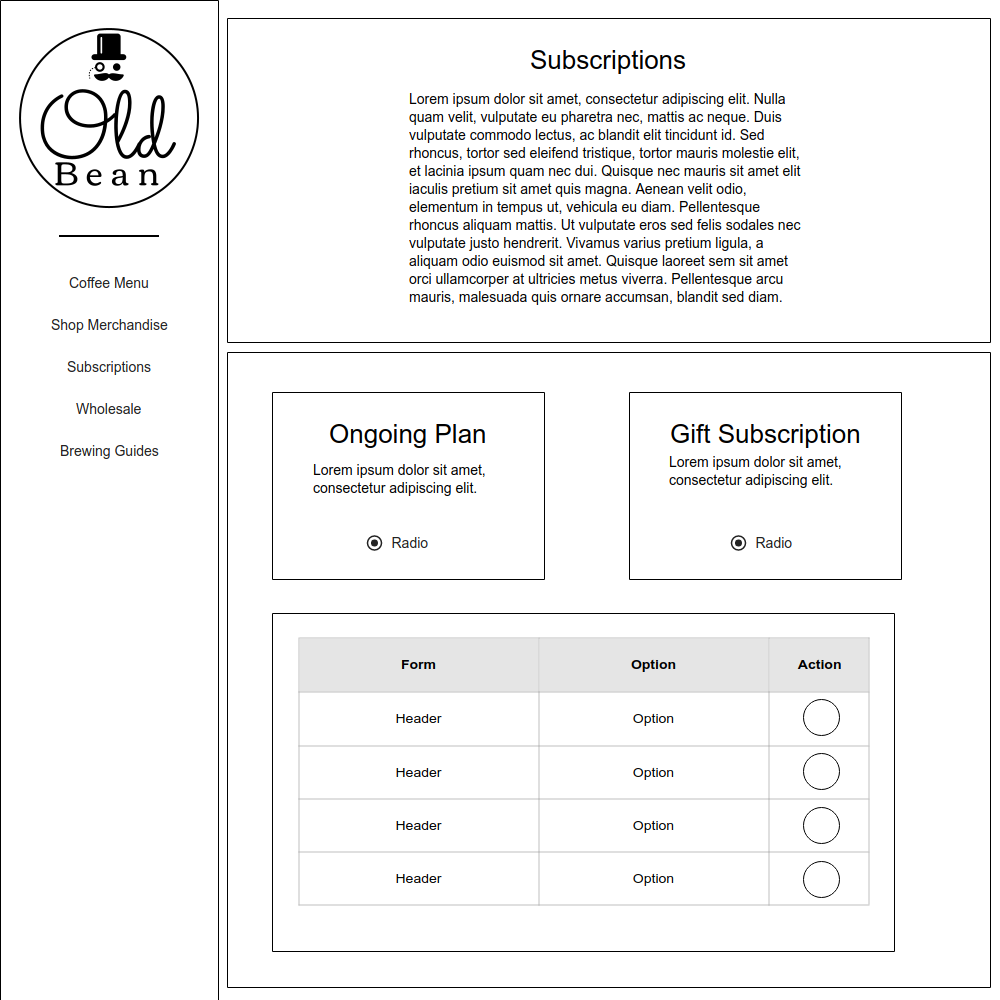 Old
Bean
Coffee Menu
Shop Merchandise
Subscriptions
Wholesale
Brewing Guides
Subscriptions
Lorem ipsum dolor sit amet, consectetur adipiscing elit. Nulla
quam velit, vulputate eu pharetra nec, mattis ac neque. Duis
vulputate commodo lectus, ac blandit elit tincidunt id. Sed
rhoncus, tortor sed eleifend tristique, tortor mauris molestie elit,
et lacinia ipsum quam nec dui. Quisque nec mauris sit amet elit
iaculis pretium sit amet quis magna. Aenean velit odio,
elementum in tempus ut, vehicula eu diam. Pellentesque
rhoncus aliquam mattis. Ut vulputate eros sed felis sodales nec
vulputate justo hendrerit. Vivamus varius pretium ligula, a
aliquam odio euismod sit amet. Quisque laoreet sem sit amet
orci ullamcorper at ultricies metus viverra. Pellentesque arcu
mauris, malesuada quis ornare accumsan, blandit sed diam.
Ongoing Plan
Lorem ipsum dolor sit amet,
consectetur adipiscing elit.
Radio
Gift Subscription
Lorem ipsum dolor sit amet,
consectetur adipiscing elit.
Radio
Form Option Action
Header Option
Header Option
Header Option
Header Option